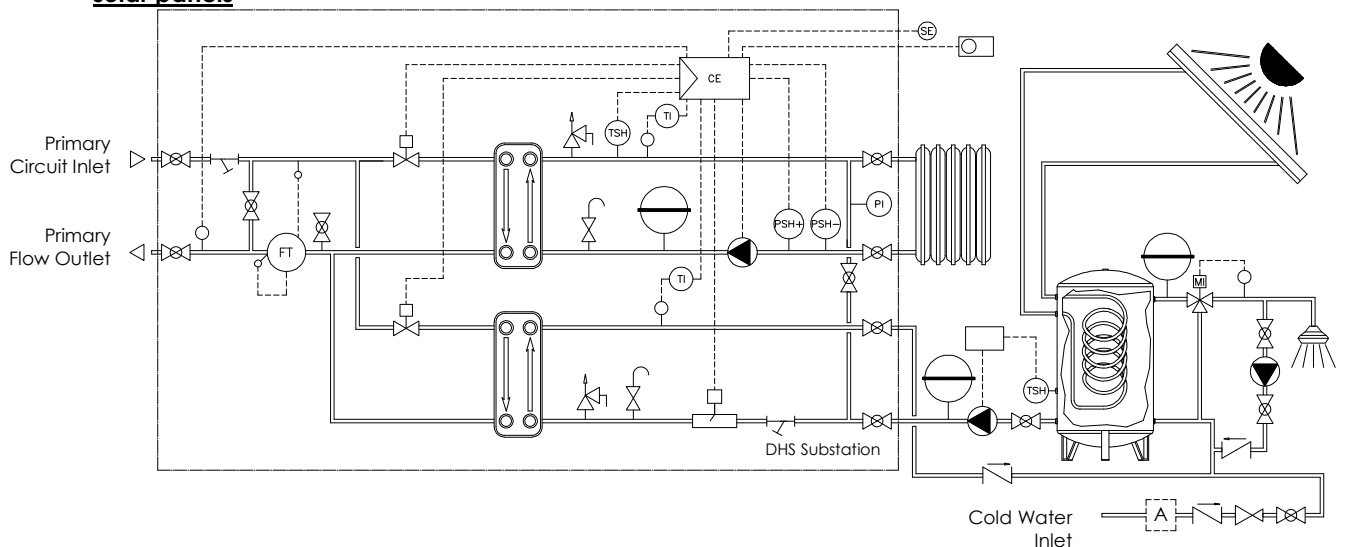 solar panels
SE
CE
TI
TSH
Primary
Circuit Inlet
PI
PSH+
PSH-
Primary
Flow Outlet
FT
TI
MI
TSH
DHS Substation
Cold Water
Inlet
A